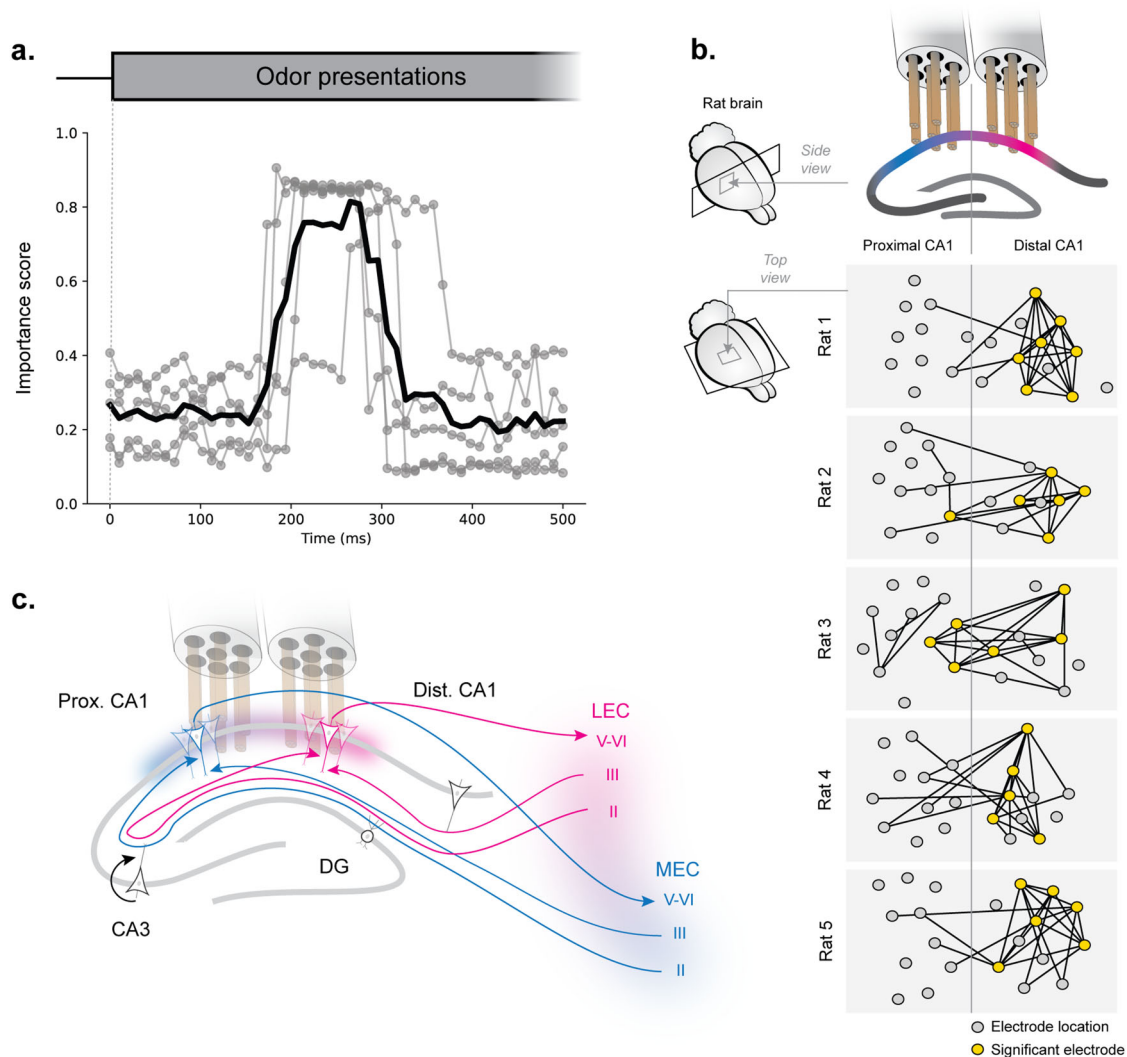 a.
Odor presentations
Importance score
1.0
0.8
0.6
0.4
0.2
0.0
0
100
200
300
400
500
Time (ms)
b.
Rat brain
Side
view
Top
view
Proximal CA1
Distal CA1
Rat 1
Rat 2
Rat 3
Rat 4
Rat 5
Electrode location
Significant electrode
c.
Prox. CA1
Dist. CA1
LEC
V-VI
III
II
MEC
V-VI
III
II
DG
CA3